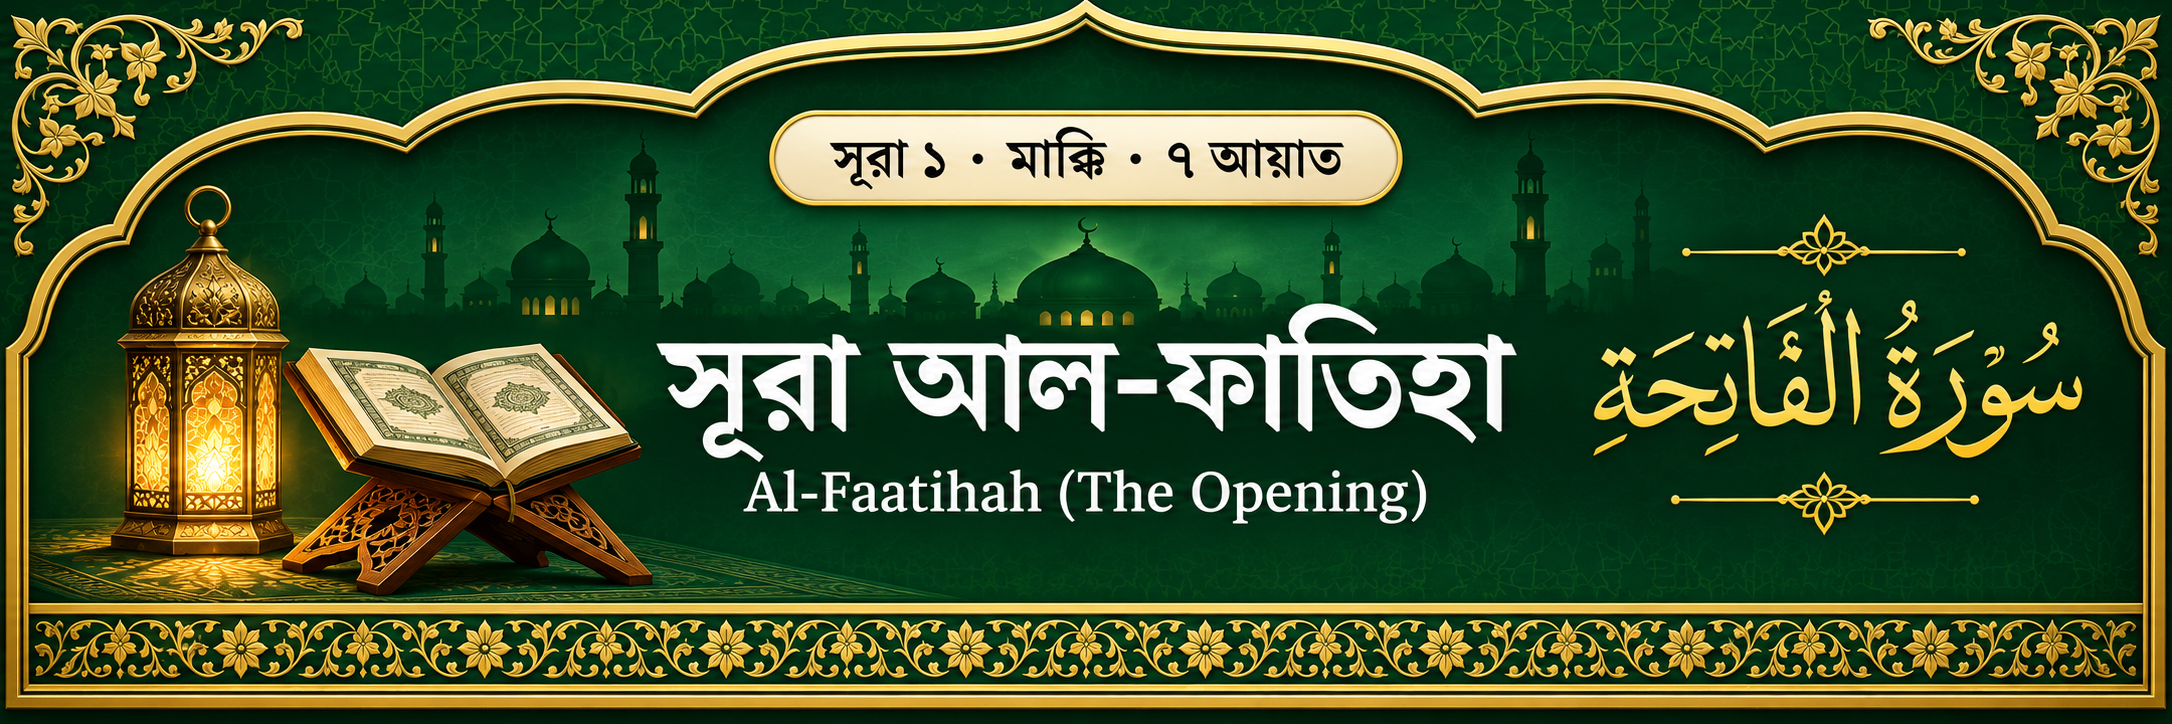 সূরা ১ • মাক্কি • ৭ আয়াত
সূরা আল-ফাতিহা
Al-Faatihah (The Opening)
سُورَةُ الْفَاتِحَةِ